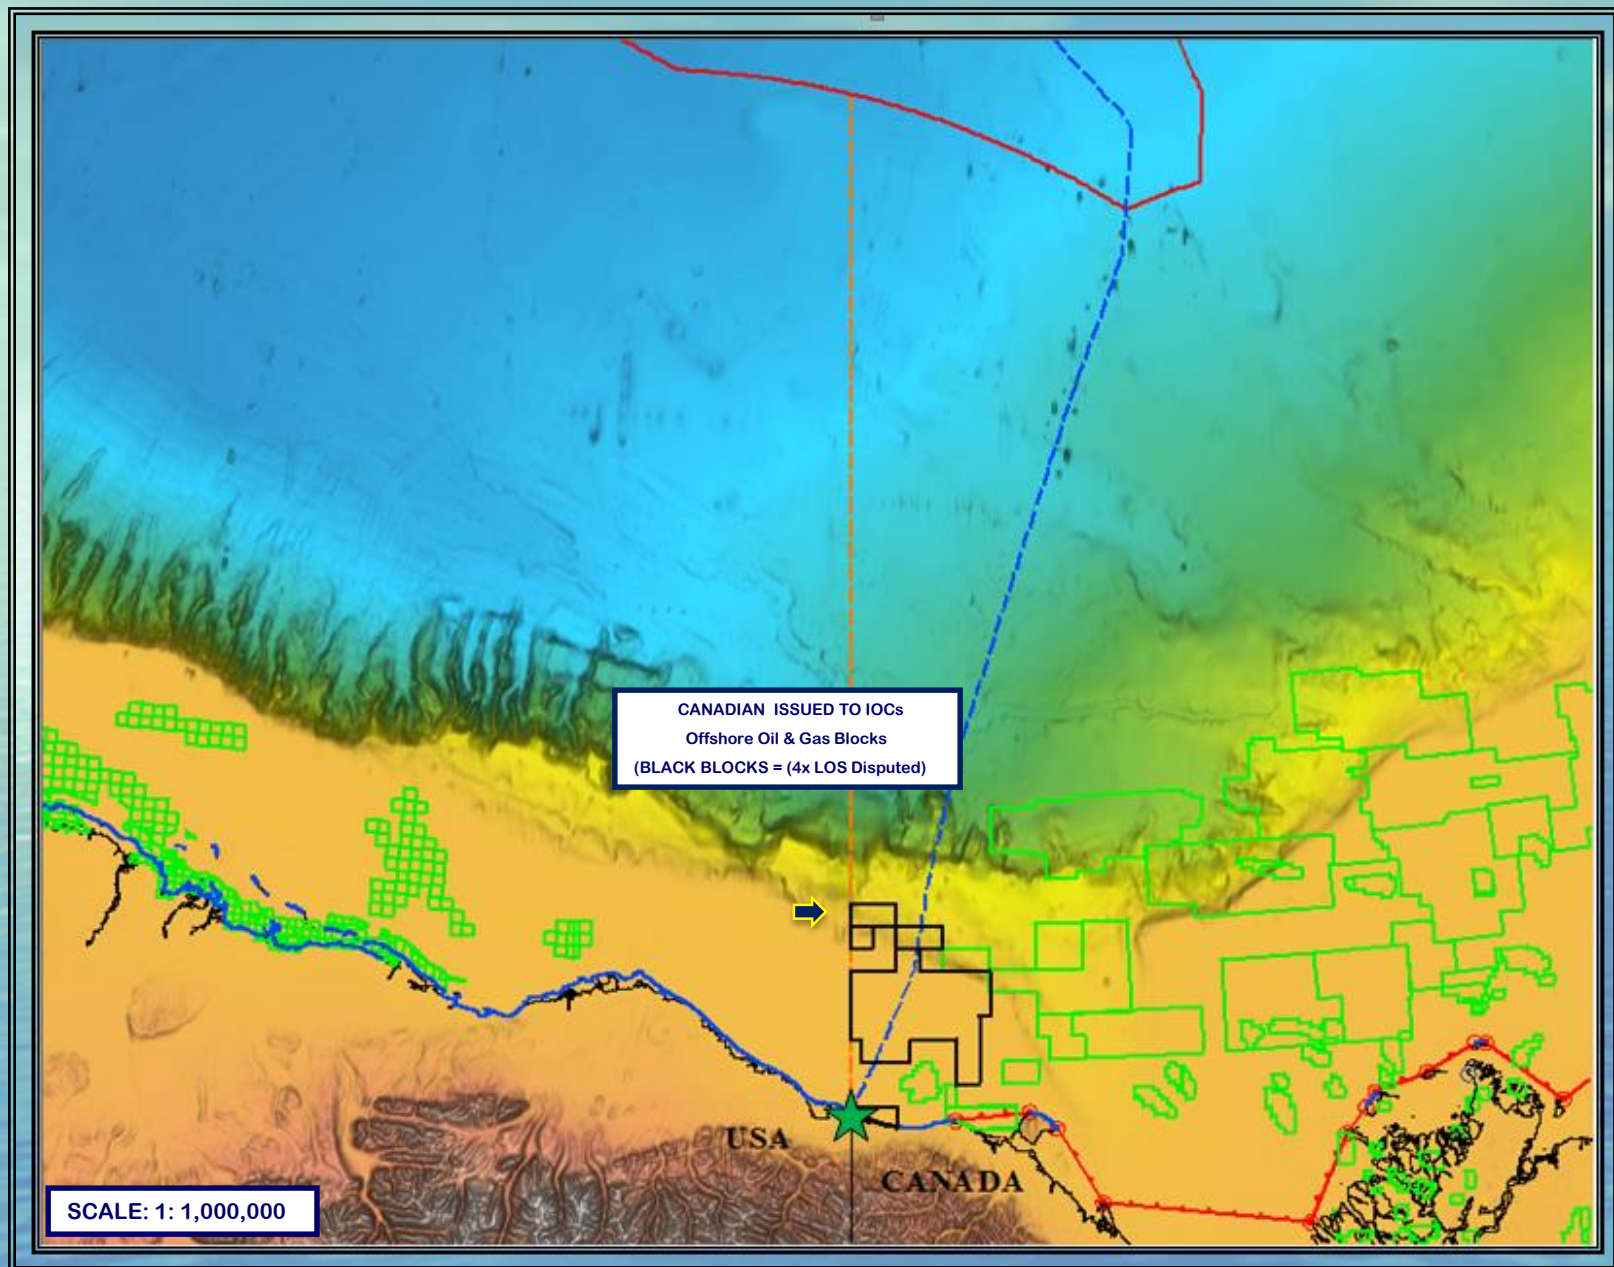 CANADIAN ISSUED TO IOCs
Offshore Oil & Gas Blocks
(BLACK BLOCKS = (4x LOS Disputed)
USA
CANADA
SCALE: 1: 1,000,000